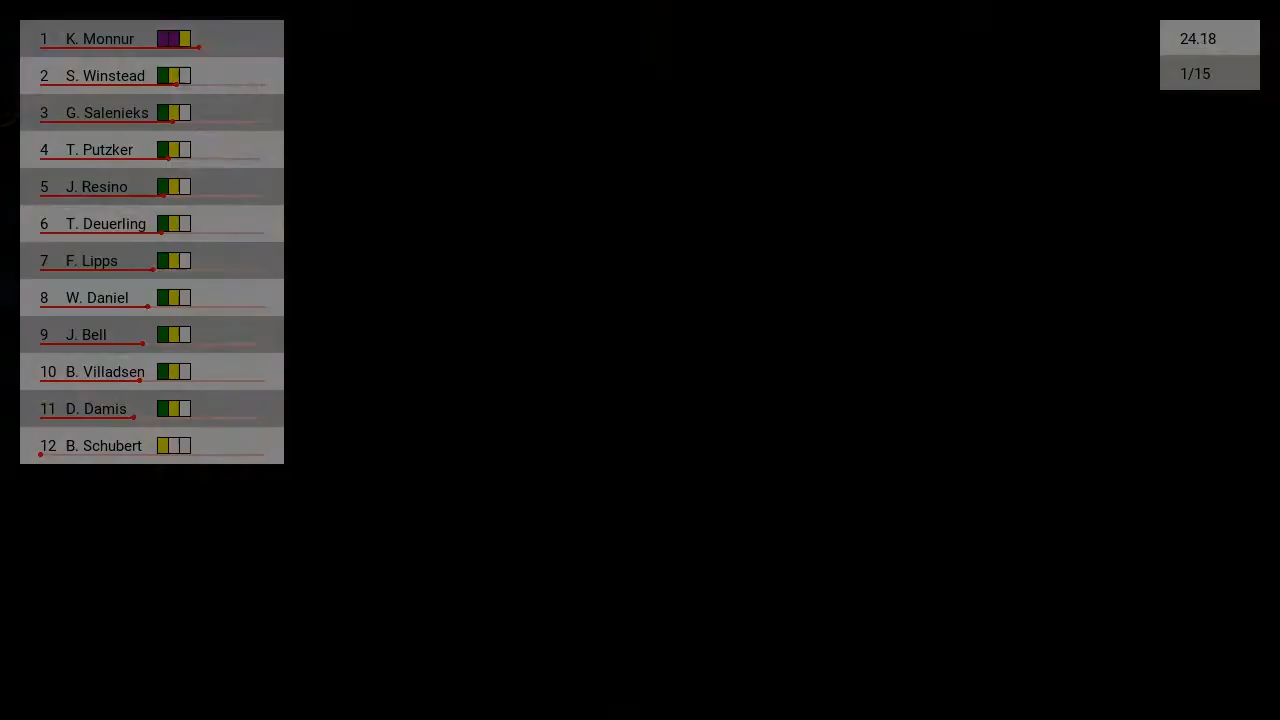 1 K. Monnur
2 S. Winstead
3 G. Salenieks
4 T. Putzker
5 J. Resino
6 T. Deuerling
7 F. Lipps
8 W. Daniel
9 J. Bell
10 B. Villadsen
11 D. Damis
12 B. Schubert
24.18
1/15